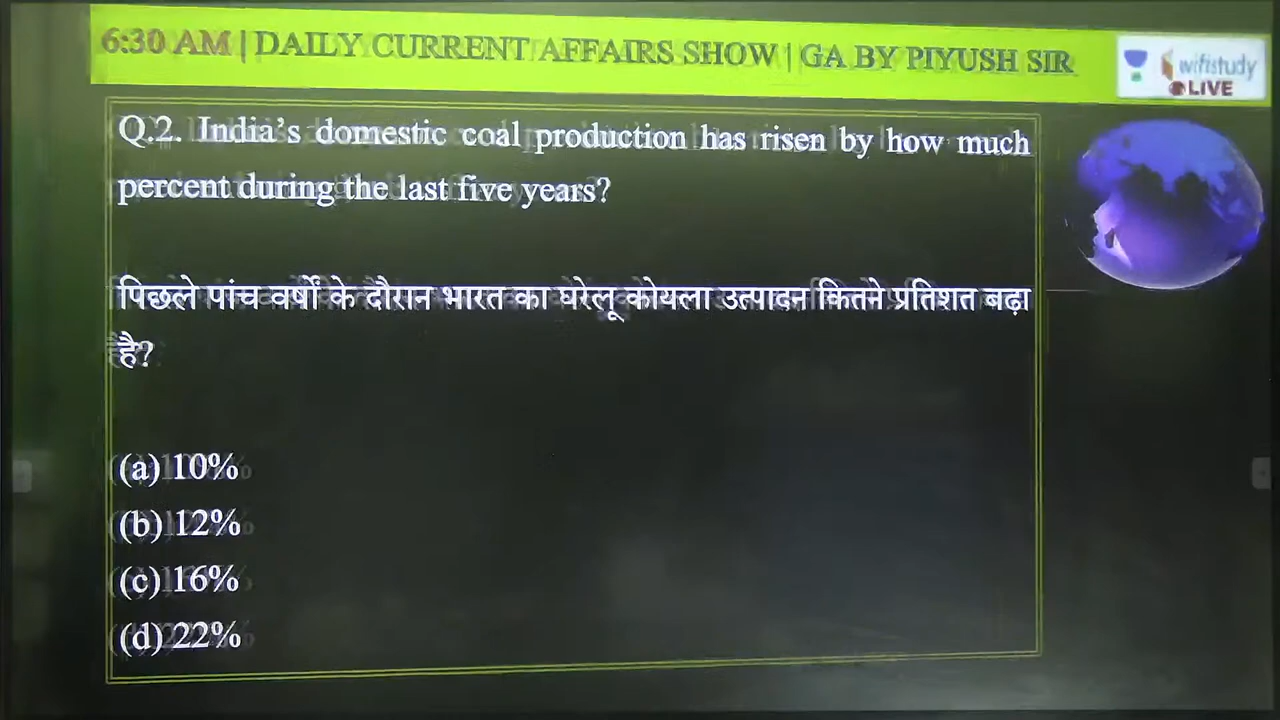 6:30 AM | DAILY CURRENT AFFAIRS SHOW | GA BY PIYUSH SIR
wifistudy
LIVE
Q.2. India's domestic coal production has risen by how much
percent during the last five years?
पिछले पांच वर्षों के दौरान भारत का घरेलू कोयला उत्पादन कितने प्रतिशत बढ़ा
है?
(a) 10%
(b) 12%
(c) 16%
(d) 22%